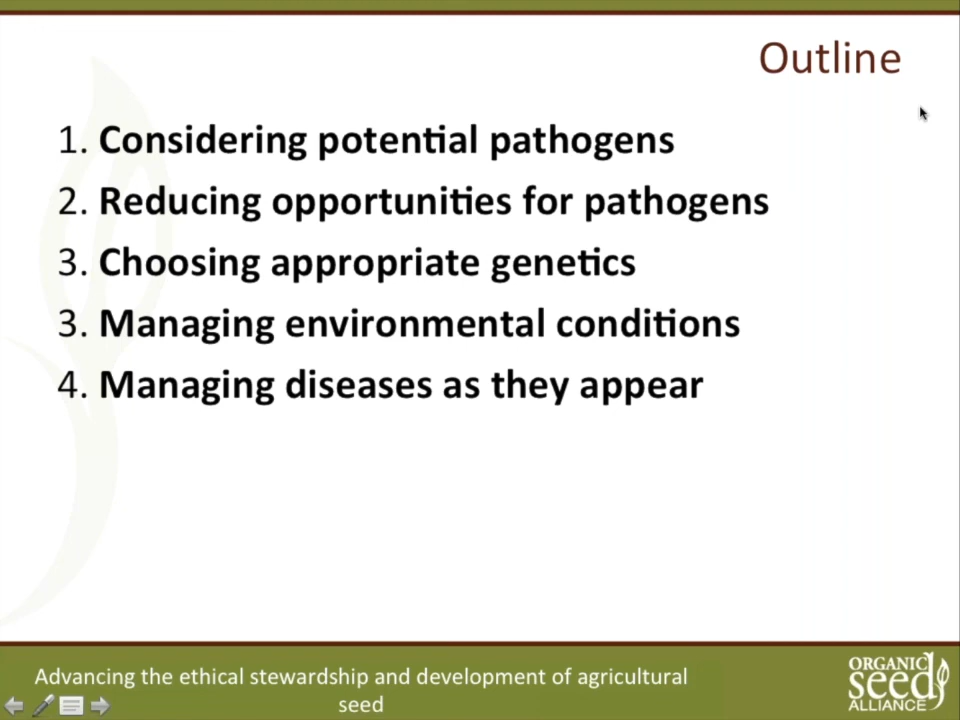 Outline
1. Considering potential pathogens
2. Reducing opportunities for pathogens
3. Choosing appropriate genetics
3. Managing environmental conditions
4. Managing diseases as they appear
Advancing the ethical stewardship and development of agricultural
seed
ORGANIC
seed
ALLIANCE